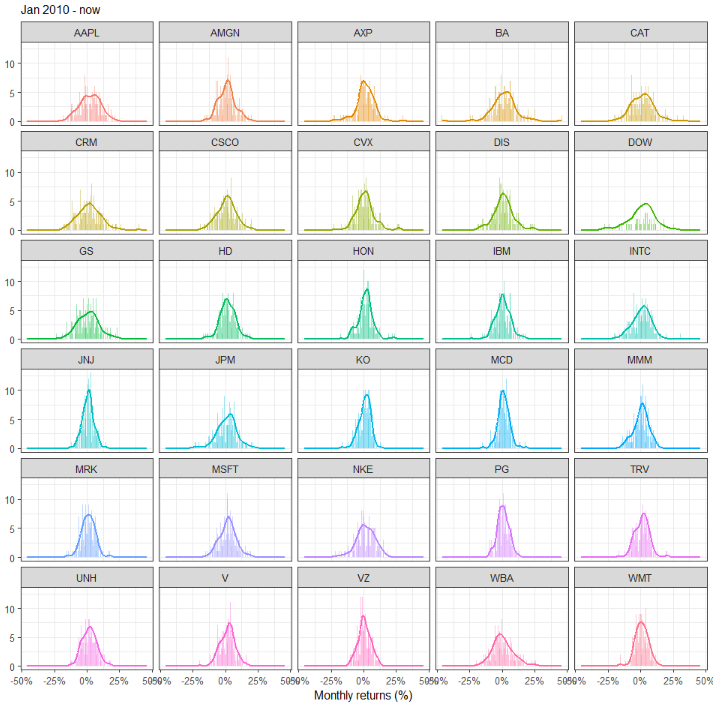 Jan 2010 - now
AAPL AMGN AXP BA CAT
10
5
0
CRM CSCO CVX DIS DOW
10
5
0
GS HD HON IBM INTC
10
5
0
JNJ JPM KO MCD MMM
10
5
0
MRK MSFT NKE PG TRV
10
5
0
UNH V VZ WBA WMT
10
5
0
-50% -25% 0% 25% 50% -50% -25% 0% 25% 50% -50% -25% 0% 25% 50% -50% -25% 0% 25% 50% -50% -25% 0% 25% 50%
Monthly returns (%)